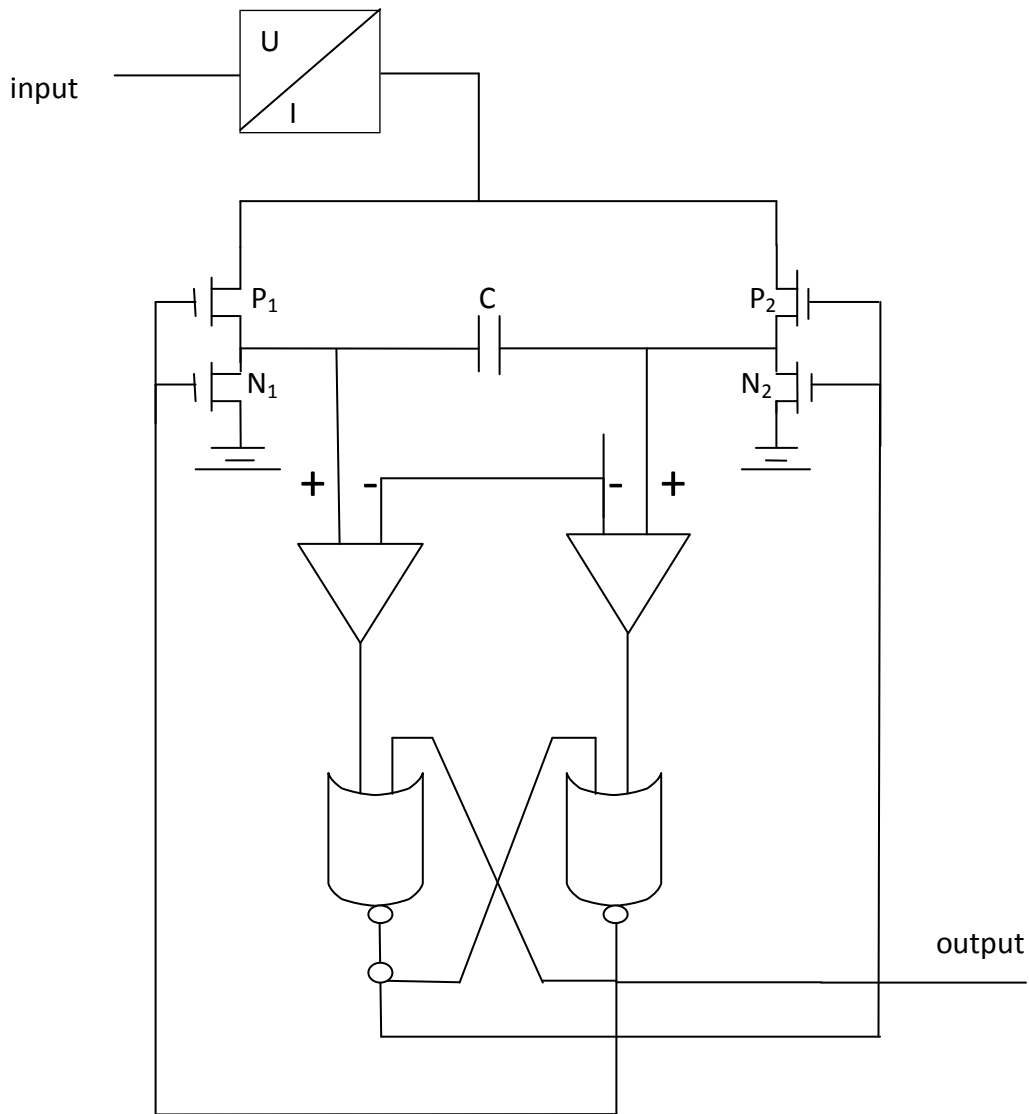 U
input
I
P₁
C
P₂
N₁
N₂
+
-
-
+
output